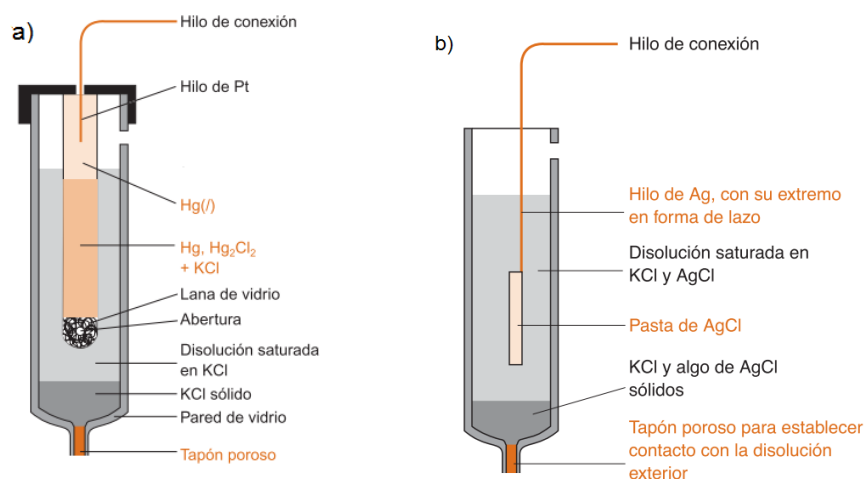 a)
Hilo de conexión
Hilo de Pt
Hg(/)
Hg, Hg₂Cl₂
+ KCl
Lana de vidrio
Abertura
Disolución saturada
en KCl
KCl sólido
Pared de vidrio
Tapón poroso
b)
Hilo de conexión
Hilo de Ag, con su extremo
en forma de lazo
Disolución saturada en
KCl y AgCl
Pasta de AgCl
KCl y algo de AgCl
sólidos
Tapón poroso para establecer
contacto con la disolución
exterior